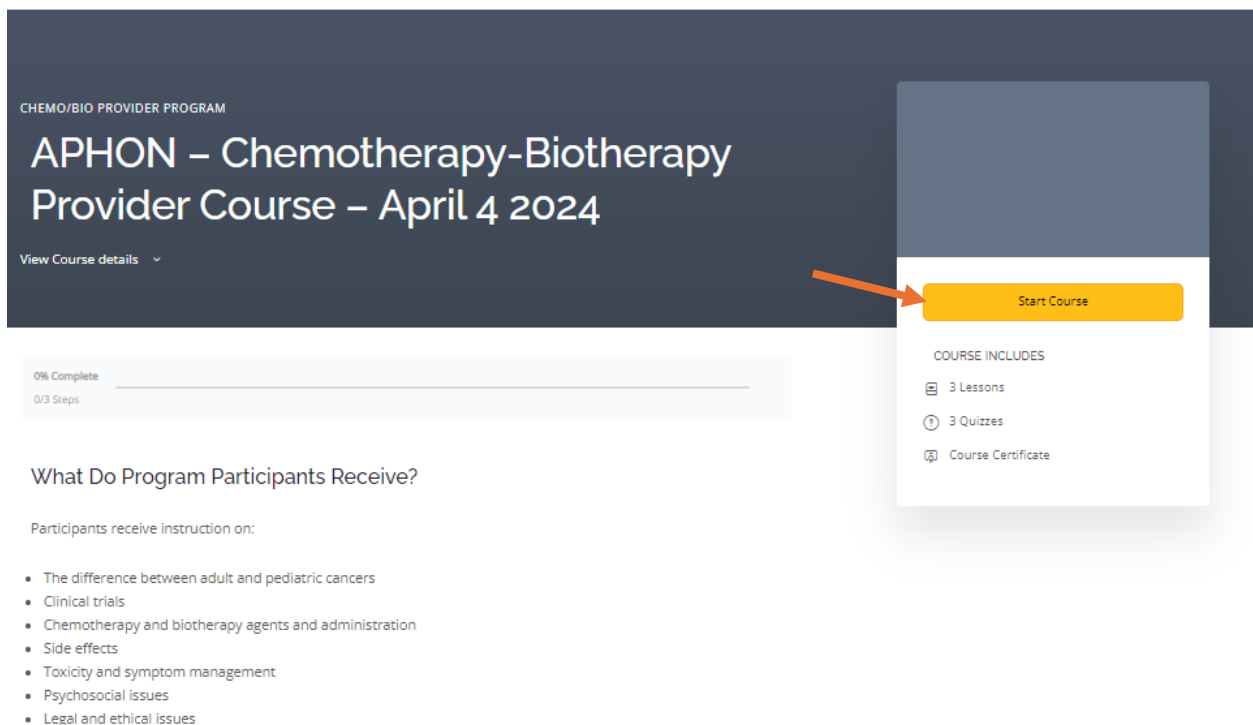 CHEMO/BIO PROVIDER PROGRAM
APHON – Chemotherapy-Biotherapy
Provider Course – April 4 2024
View Course details
Start Course
COURSE INCLUDES
3 Lessons
3 Quizzes
Course Certificate
0% Complete
0/3 Steps
What Do Program Participants Receive?
Participants receive instruction on:
• The difference between adult and pediatric cancers
• Clinical trials
• Chemotherapy and biotherapy agents and administration
• Side effects
• Toxicity and symptom management
• Psychosocial issues
• Legal and ethical issues